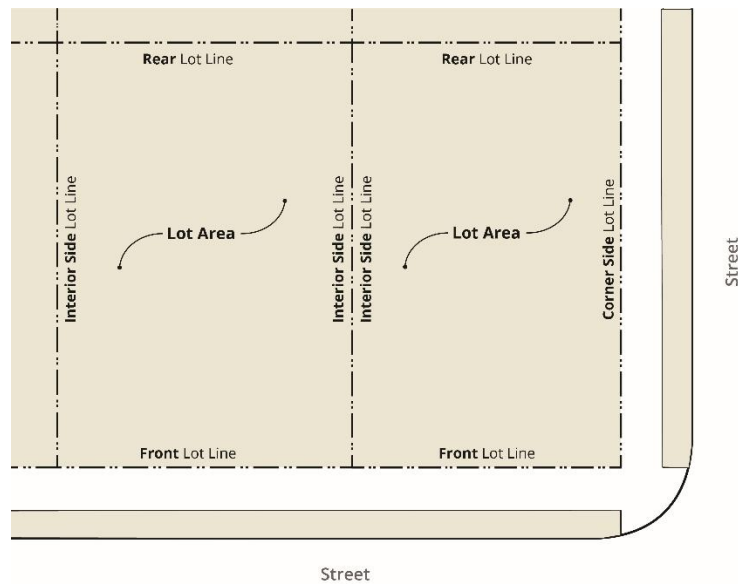 Rear Lot Line
Rear Lot Line
Interior Side Lot Line
Lot Area
Interior Side Lot Line
Interior Side Lot Line
Lot Area
Corner Side Lot Line
Street
Front Lot Line
Front Lot Line
Street